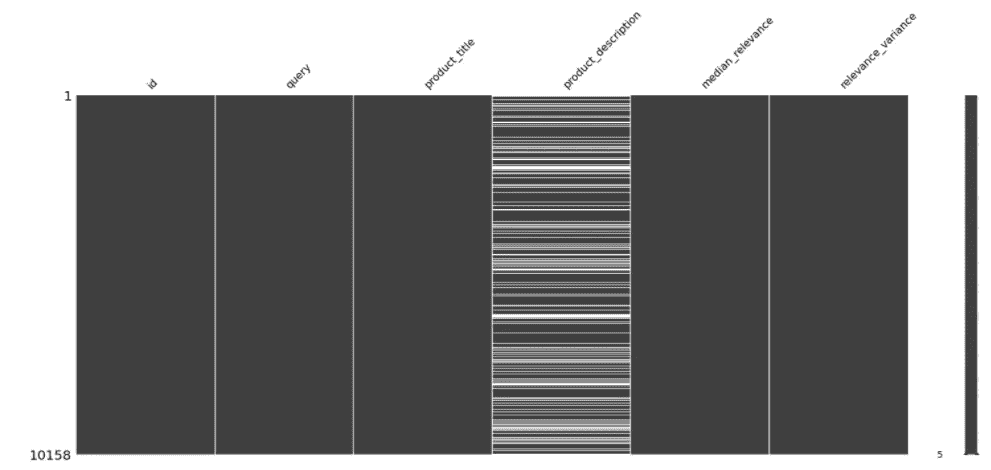 id
query
product_title
product_description
median_relevance
relevance_variance
1
10158
5